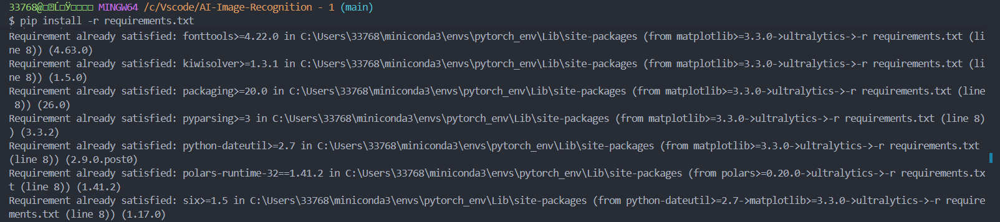 33768@ MINGW64 /c/Vscode/AI-Image-Recognition - 1 (main)
$ pip install -r requirements.txt
Requirement already satisfied: fonttools>=4.22.0 in C:\Users\33768\miniconda3\envs\pytorch_env\Lib\site-packages (from matplotlib>=3.3.0->ultralytics->-r requirements.txt (li
ne 8)) (4.63.0)
Requirement already satisfied: kiwisolver>=1.3.1 in C:\Users\33768\miniconda3\envs\pytorch_env\Lib\site-packages (from matplotlib>=3.3.0->ultralytics->-r requirements.txt (li
ne 8)) (1.5.0)
Requirement already satisfied: packaging>=20.0 in C:\Users\33768\miniconda3\envs\pytorch_env\Lib\site-packages (from matplotlib>=3.3.0->ultralytics->-r requirements.txt (line
 8)) (26.0)
Requirement already satisfied: pyparsing>=3 in C:\Users\33768\miniconda3\envs\pytorch_env\Lib\site-packages (from matplotlib>=3.3.0->ultralytics->-r requirements.txt (line 8)
) (3.3.2)
Requirement already satisfied: python-dateutil>=2.7 in C:\Users\33768\miniconda3\envs\pytorch_env\Lib\site-packages (from matplotlib>=3.3.0->ultralytics->-r requirements.txt
(line 8)) (2.9.0.post0)
Requirement already satisfied: polars-runtime-32==1.41.2 in C:\Users\33768\miniconda3\envs\pytorch_env\Lib\site-packages (from polars>=0.20.0->ultralytics->-r requirements.tx
t (line 8)) (1.41.2)
Requirement already satisfied: six>=1.5 in C:\Users\33768\miniconda3\envs\pytorch_env\Lib\site-packages (from python-dateutil>=2.7->matplotlib>=3.3.0->ultralytics->-r require
ments.txt (line 8)) (1.17.0)